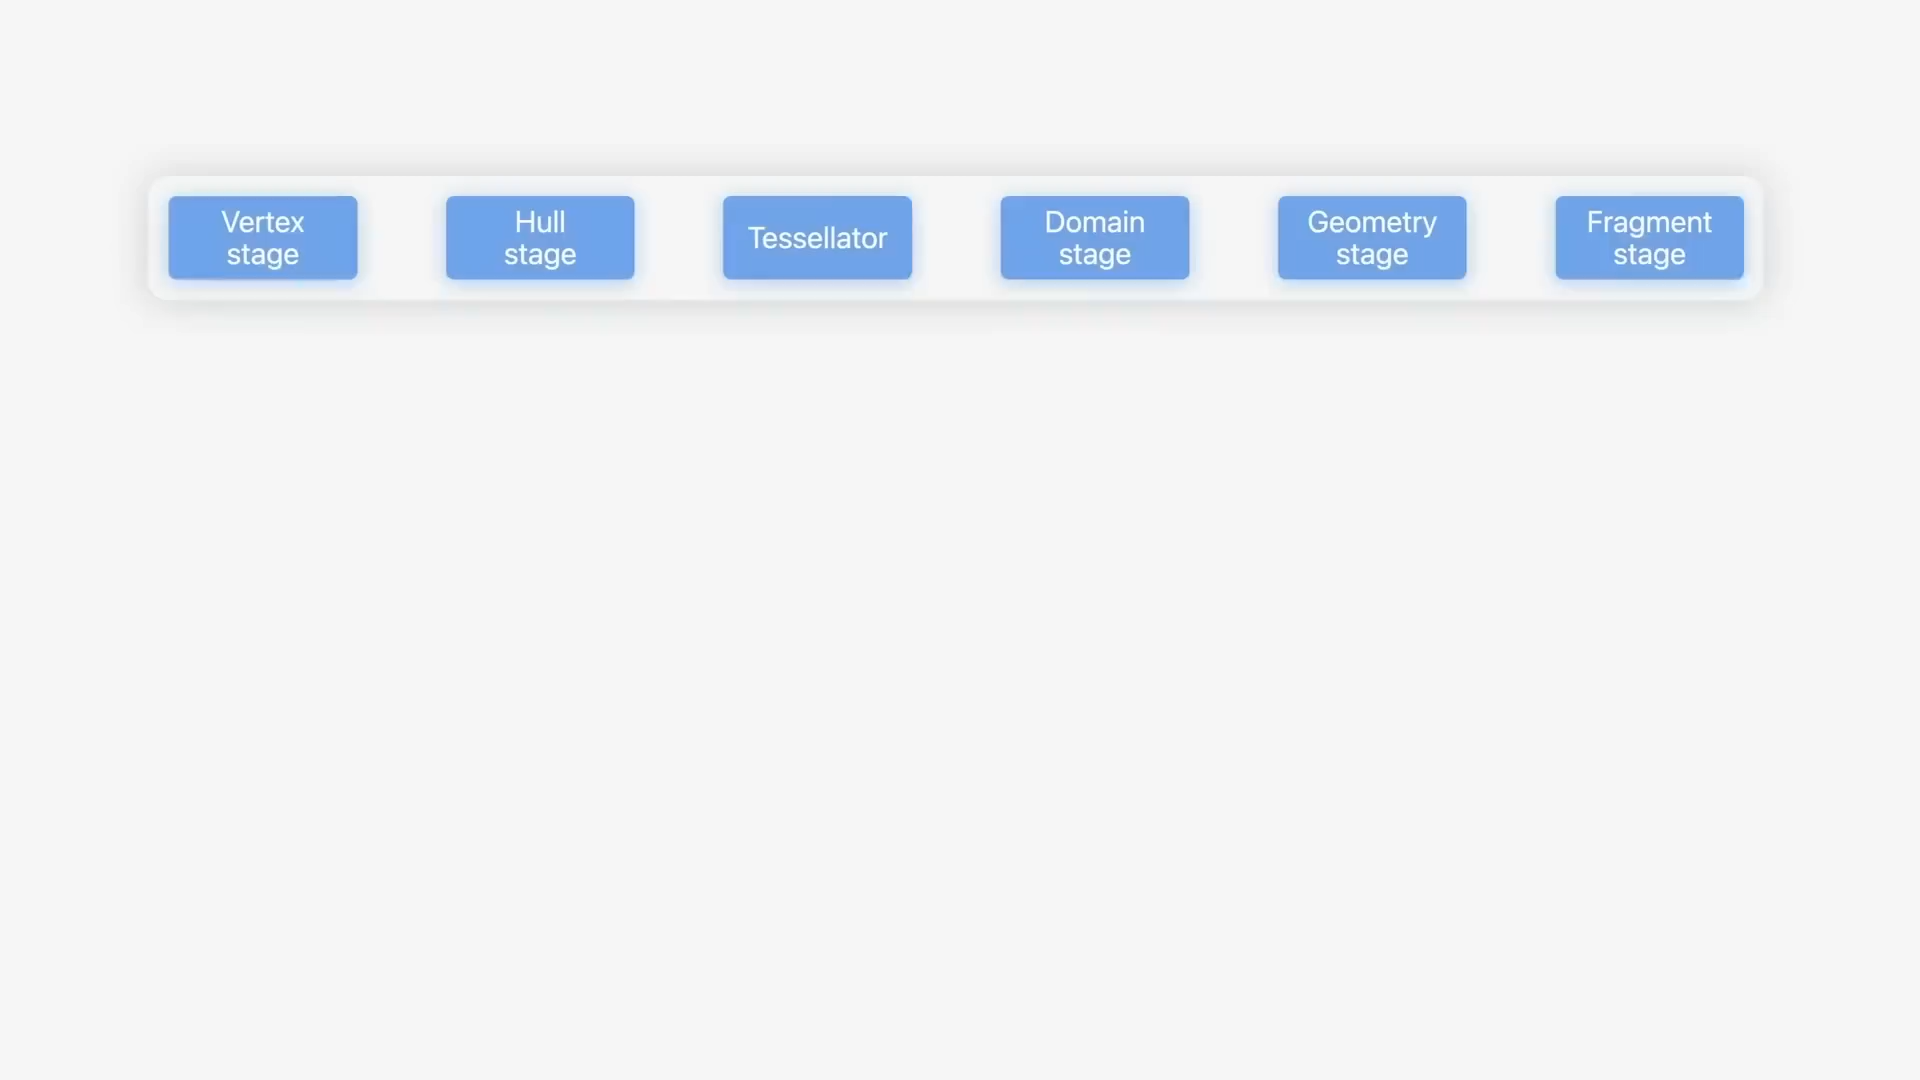 Vertex
stage
Hull
stage
Tessellator
Domain
stage
Geometry
stage
Fragment
stage